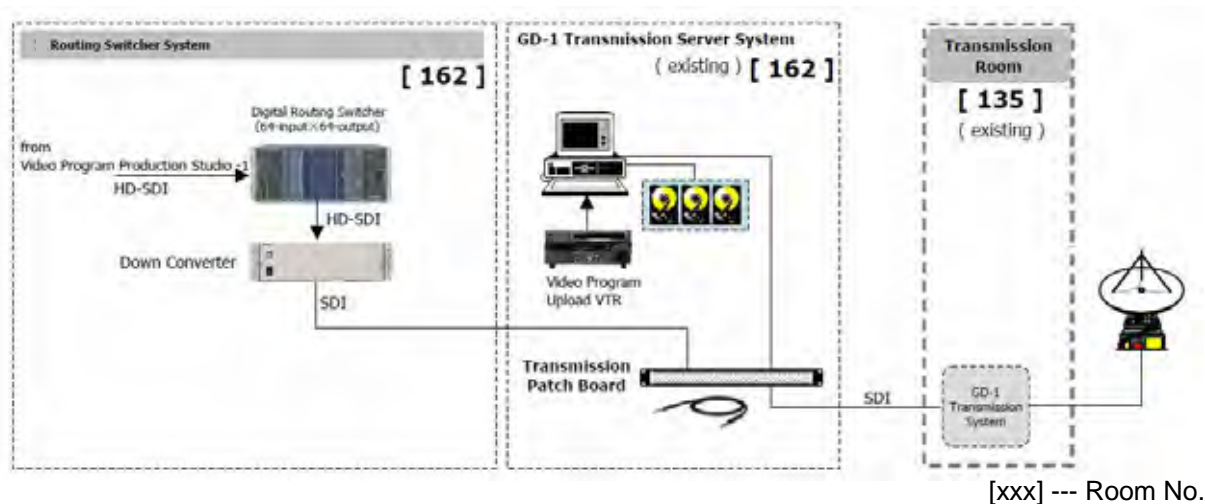 Routing Switcher System
[ 162 ]
Digital Routing Switcher
(64-input×64-output)
from
Video Program Production Studio -1
HD-SDI
HD-SDI
Down Converter
SDI
GD-1 Transmission Server System
( existing ) [ 162 ]
Video Program
Upload VTR
Transmission
Patch Board
SDI
Transmission
Room
[ 135 ]
( existing )
GD-1
Transmission
System
[xxx] --- Room No.